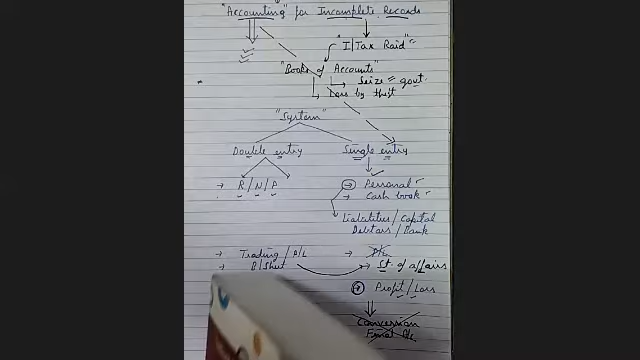 "Accounting" for Incomplete Records
"I/Tax Raid"
"Books of Accounts"
Seize = govt.
Loss by theft
"System"
Double entry Single entry
→ R/N/P → Personal
→ Cash book
Liabilities/Capital
Debtors/Bank
→ Trading/P/L → P/L
→ B/Sheet → St of affairs
→ Profit/Loss
Conversion
Final A/c